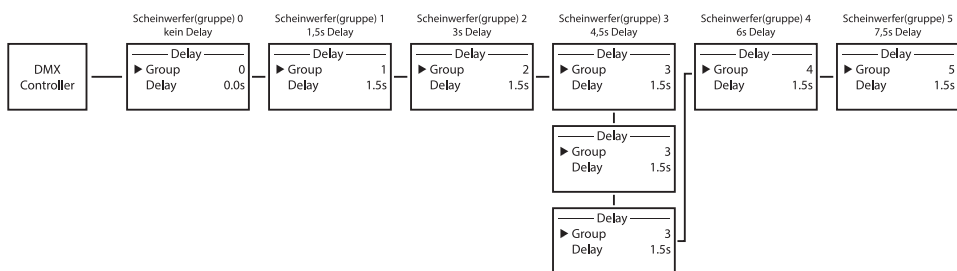 Scheinwerfer(gruppe) 0
kein Delay
Scheinwerfer(gruppe) 1
1,5s Delay
Scheinwerfer(gruppe) 2
3s Delay
Scheinwerfer(gruppe) 3
4,5s Delay
Scheinwerfer(gruppe) 4
6s Delay
Scheinwerfer(gruppe) 5
7,5s Delay
DMX
Controller
Delay
▶ Group 0
Delay 0.0s
Delay
▶ Group 1
Delay 1.5s
Delay
▶ Group 2
Delay 1.5s
Delay
▶ Group 3
Delay 1.5s
Delay
▶ Group 3
Delay 1.5s
Delay
▶ Group 3
Delay 1.5s
Delay
▶ Group 4
Delay 1.5s
Delay
▶ Group 5
Delay 1.5s